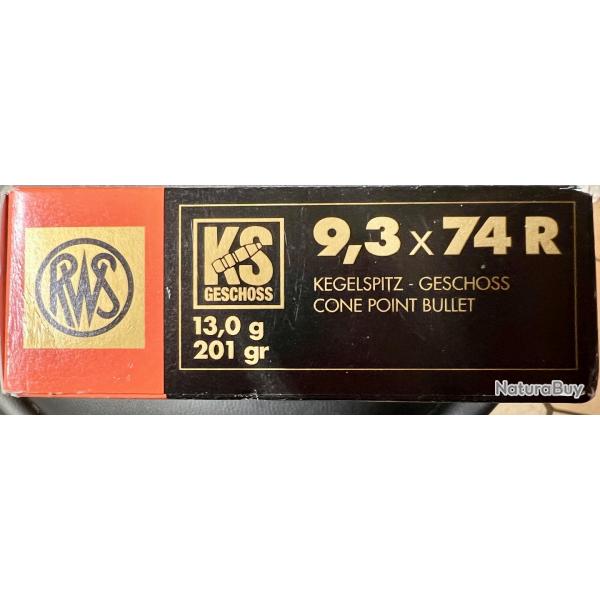 RWS
KS
GESCHOSS
13,0 g
201 gr
9,3 x 74 R
KEGELSPITZ - GESCHOSS
CONE POINT BULLET
NaturaBuy